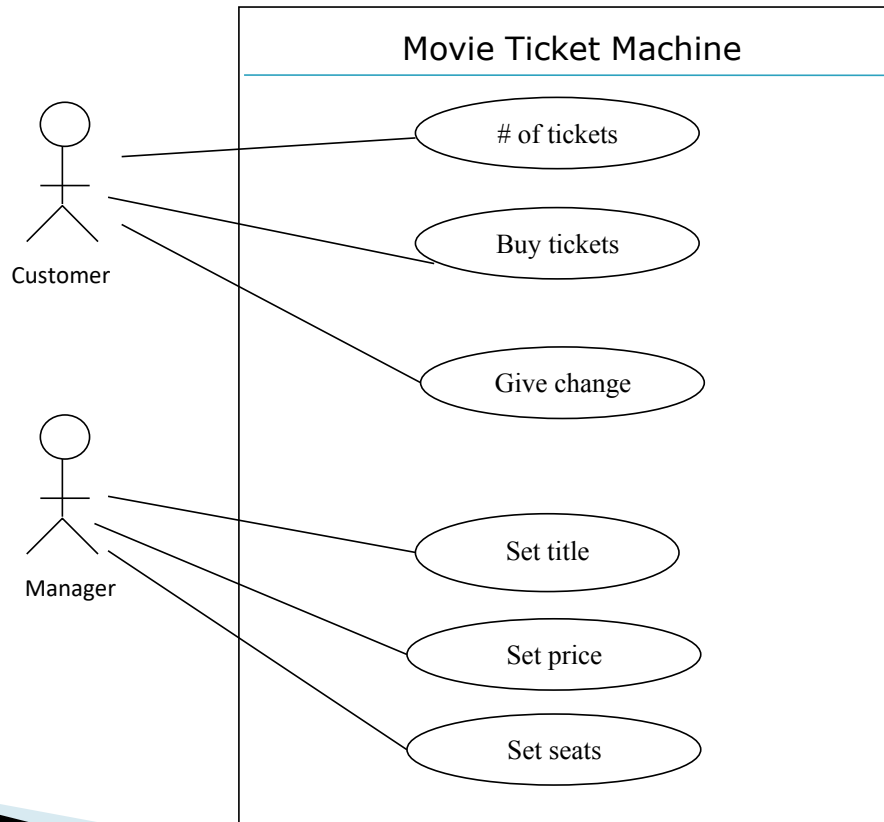 Movie Ticket Machine
# of tickets
Buy tickets
Customer
Give change
Set title
Manager
Set price
Set seats